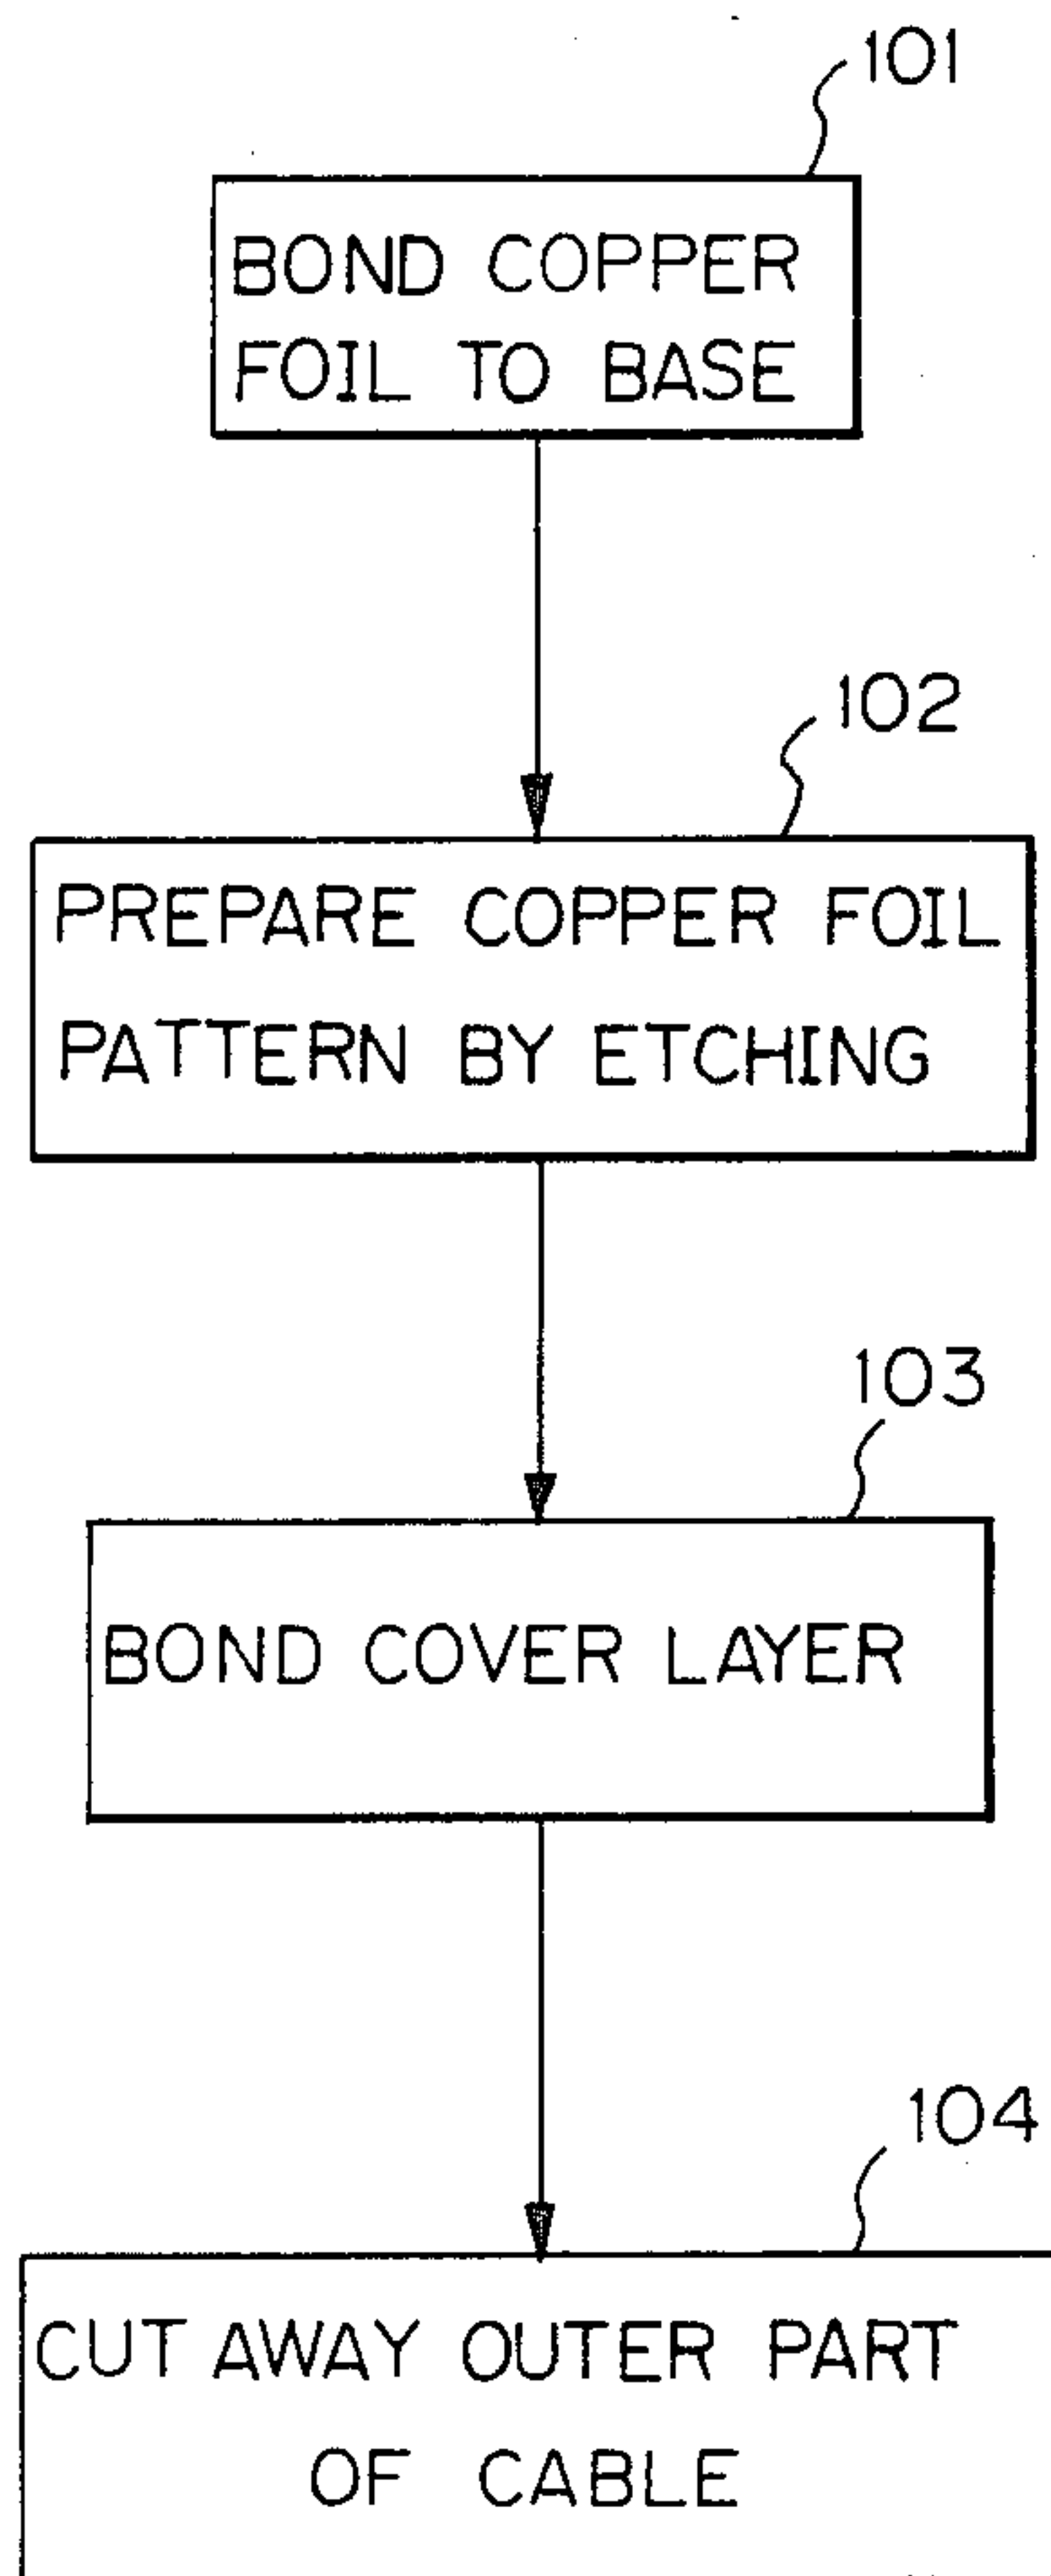 101
BOND COPPER
FOIL TO BASE
102
PREPARE COPPER FOIL
PATTERN BY ETCHING
103
BOND COVER LAYER
104
CUT AWAY OUTER PART
OF CABLE